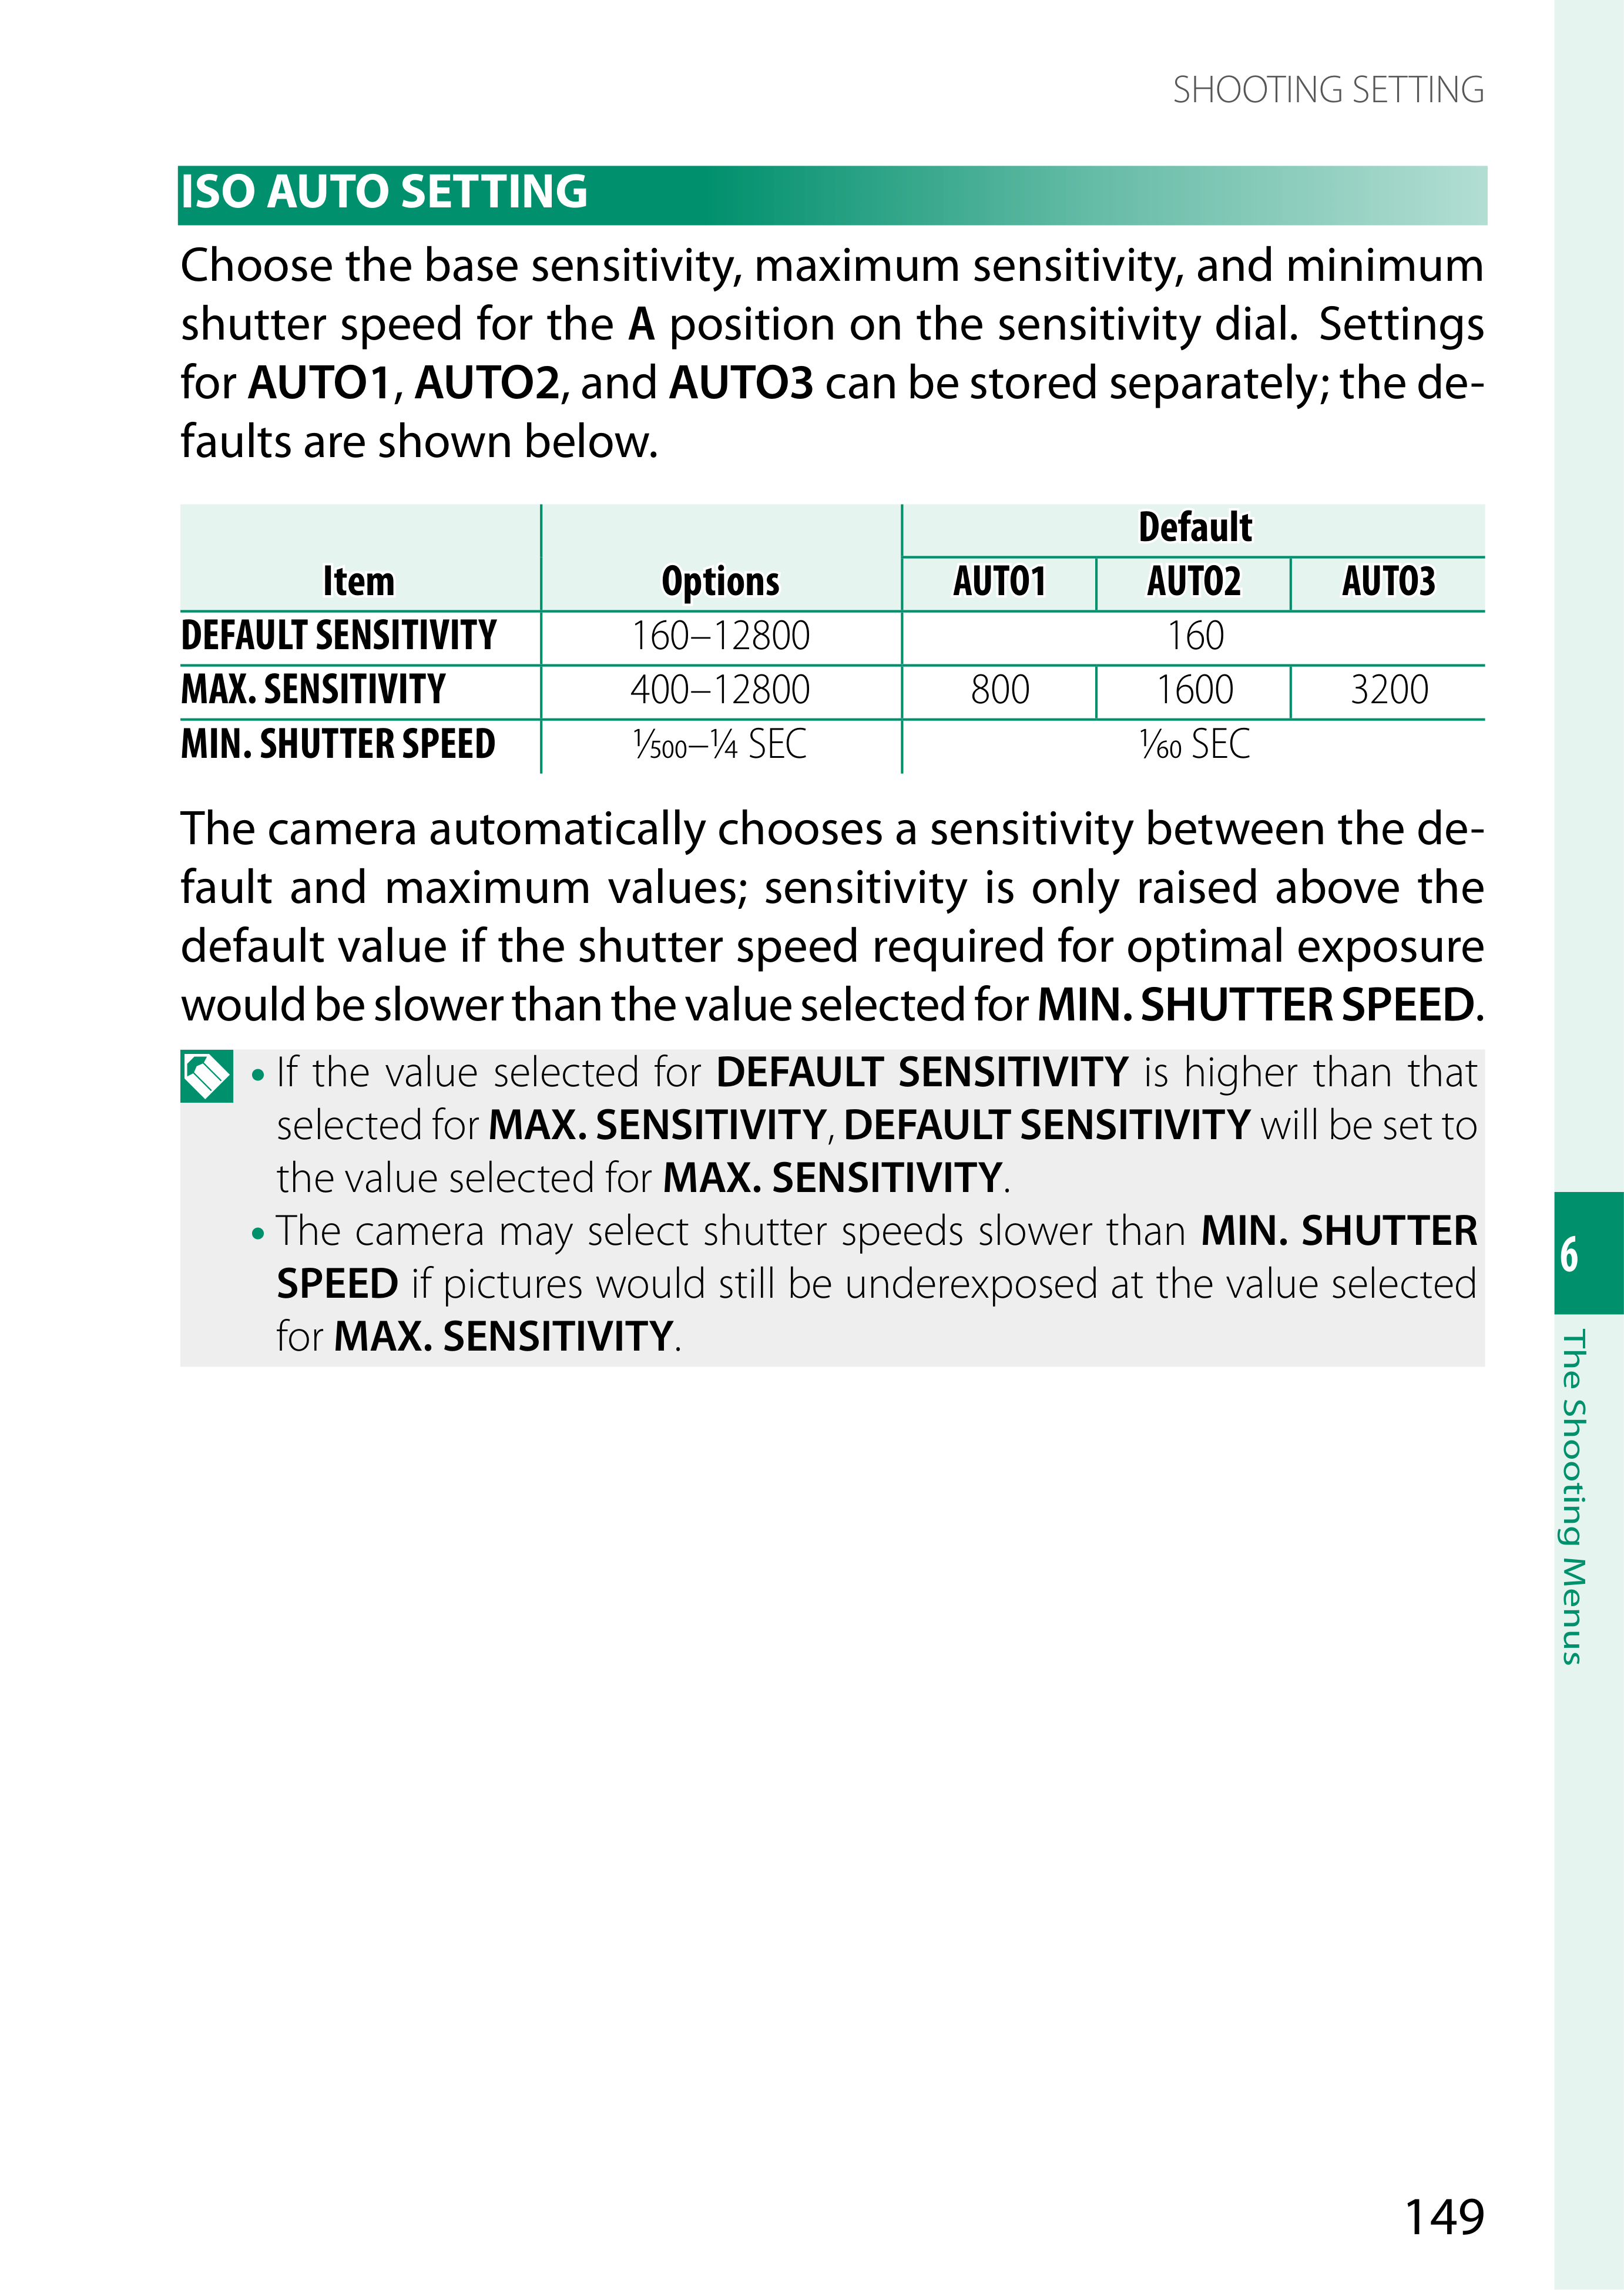 SHOOTING SETTING
ISO AUTO SETTING
Choose the base sensitivity, maximum sensitivity, and minimum
shutter speed for the A position on the sensitivity dial. Settings
for AUTO1, AUTO2, and AUTO3 can be stored separately; the de-
faults are shown below.
Default
Item Options AUTO1 AUTO2 AUTO3
DEFAULT SENSITIVITY 160–12800 160
MAX. SENSITIVITY 400–12800 800 1600 3200
MIN. SHUTTER SPEED 1/500–1/4 SEC 1/60 SEC
The camera automatically chooses a sensitivity between the de-
fault and maximum values; sensitivity is only raised above the
default value if the shutter speed required for optimal exposure
would be slower than the value selected for MIN. SHUTTER SPEED.
• If the value selected for DEFAULT SENSITIVITY is higher than that
selected for MAX. SENSITIVITY, DEFAULT SENSITIVITY will be set to
the value selected for MAX. SENSITIVITY.
• The camera may select shutter speeds slower than MIN. SHUTTER
SPEED if pictures would still be underexposed at the value selected
for MAX. SENSITIVITY.
6
The Shooting Menus
149